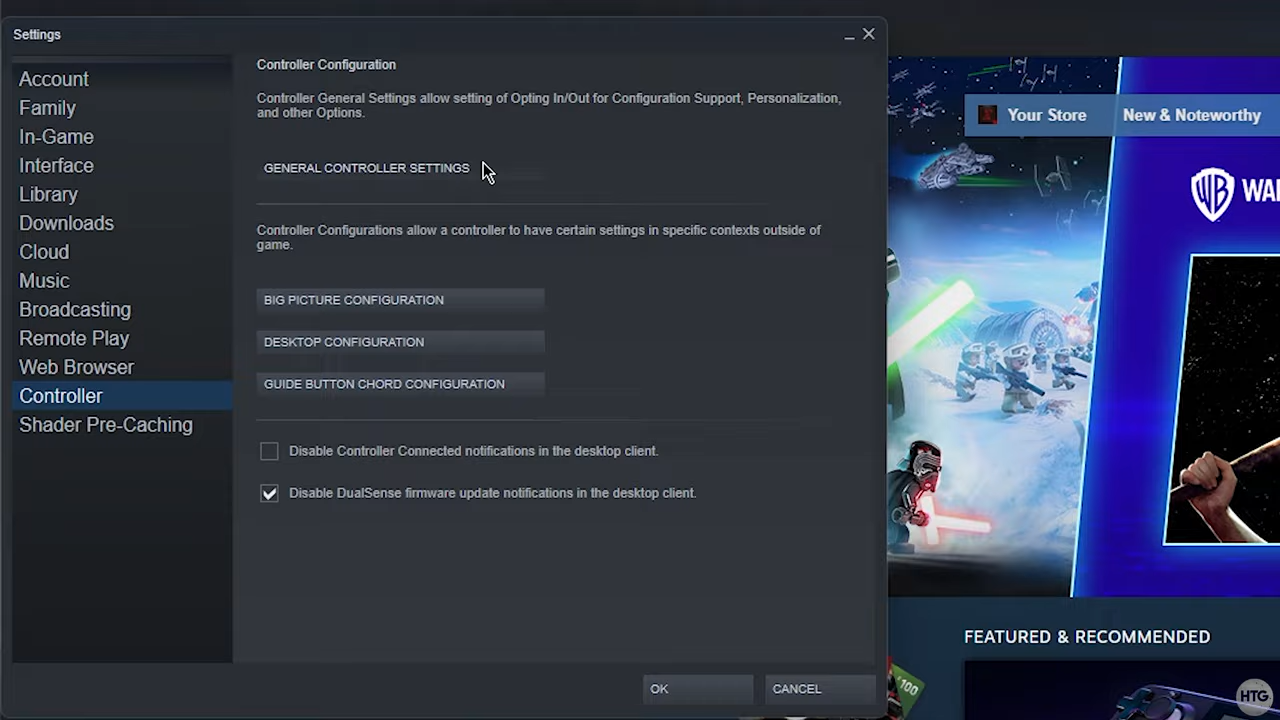 Settings
Account
Family
In-Game
Interface
Library
Downloads
Cloud
Music
Broadcasting
Remote Play
Web Browser
Controller
Shader Pre-Caching
Controller Configuration
Controller General Settings allow setting of Opting In/Out for Configuration Support, Personalization,
and other Options.
GENERAL CONTROLLER SETTINGS
Controller Configurations allow a controller to have certain settings in specific contexts outside of
game.
BIG PICTURE CONFIGURATION
DESKTOP CONFIGURATION
GUIDE BUTTON CHORD CONFIGURATION
Disable Controller Connected notifications in the desktop client.
Disable DualSense firmware update notifications in the desktop client.
OK
CANCEL
Your Store
New & Noteworthy
WB
WA
FEATURED & RECOMMENDED
$100
HTG